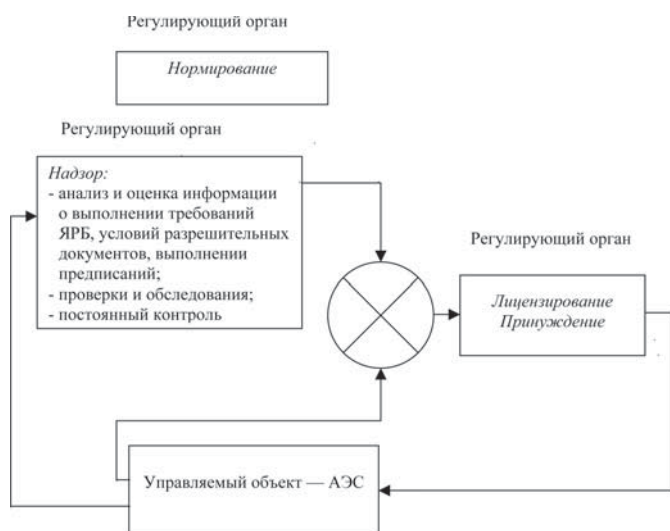 Регулирующий орган
Нормирование
Регулирующий орган
Надзор:
- анализ и оценка информации
о выполнении требований
ЯРБ, условий разрешительных
документов, выполнении
предписаний;
- проверки и обследования;
- постоянный контроль
Регулирующий орган
Лицензирование
Принуждение
Управляемый объект — АЭС